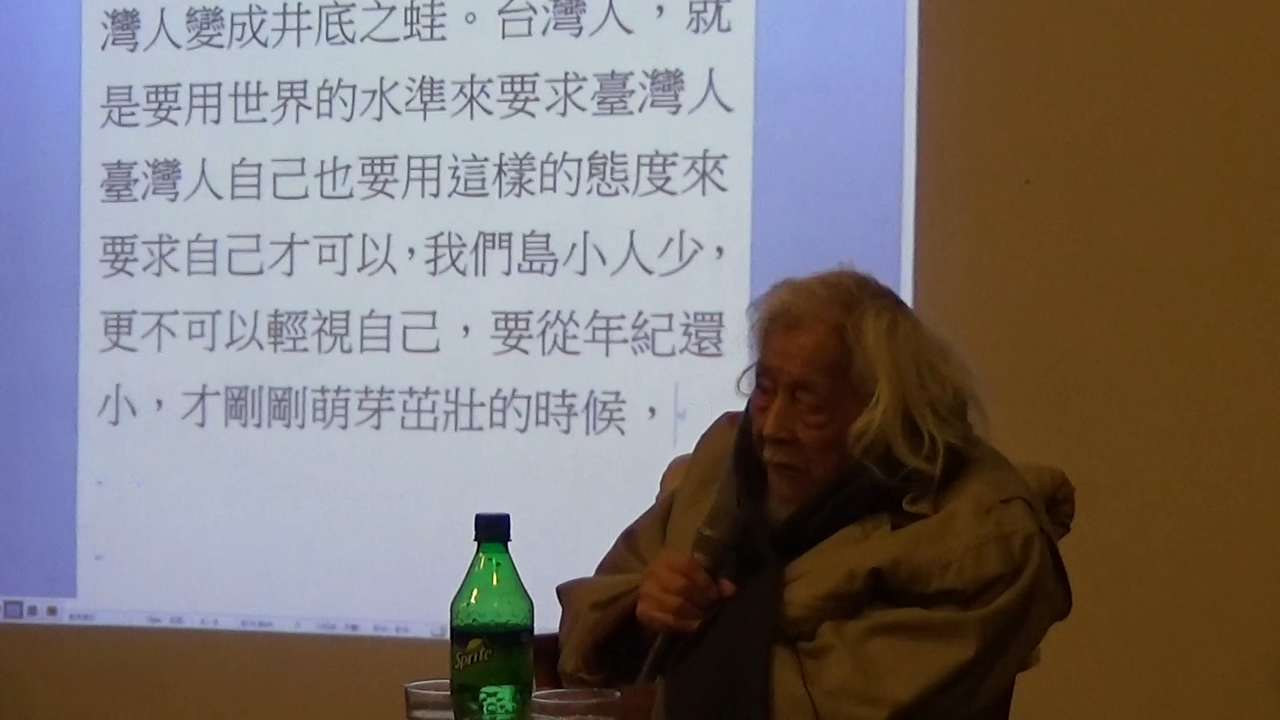 灣人變成井底之蛙。台灣人，就
是要用世界的水準來要求臺灣人
臺灣人自己也要用這樣的態度來
要求自己才可以，我們島小人少，
更不可以輕視自己，要從年紀還
小，才剛剛萌芽茁壯的時候，
Sprite